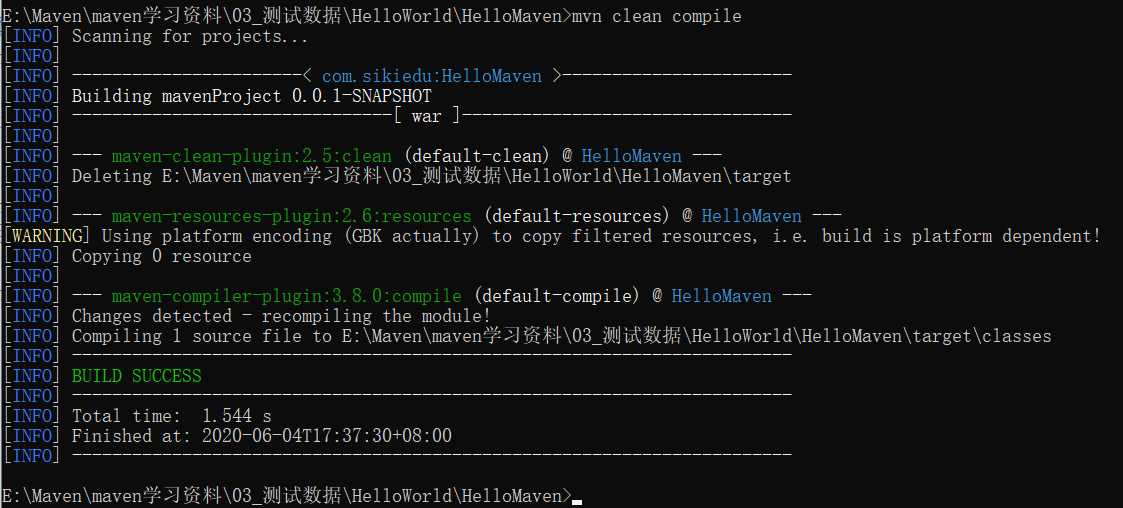 E:\Maven\maven学习资料\03_测试数据\HelloWorld\HelloMaven>mvn clean compile
[INFO] Scanning for projects...
[INFO]
[INFO] -----------------------< com.sikiedu:HelloMaven >-----------------------
[INFO] Building mavenProject 0.0.1-SNAPSHOT
[INFO] --------------------------------[ war ]---------------------------------
[INFO]
[INFO] --- maven-clean-plugin:2.5:clean (default-clean) @ HelloMaven ---
[INFO] Deleting E:\Maven\maven学习资料\03_测试数据\HelloWorld\HelloMaven\target
[INFO]
[INFO] --- maven-resources-plugin:2.6:resources (default-resources) @ HelloMaven ---
[WARNING] Using platform encoding (GBK actually) to copy filtered resources, i.e. build is platform dependent!
[INFO] Copying 0 resource
[INFO]
[INFO] --- maven-compiler-plugin:3.8.0:compile (default-compile) @ HelloMaven ---
[INFO] Changes detected - recompiling the module!
[INFO] Compiling 1 source file to E:\Maven\maven学习资料\03_测试数据\HelloWorld\HelloMaven\target\classes
[INFO] ------------------------------------------------------------------------
[INFO] BUILD SUCCESS
[INFO] ------------------------------------------------------------------------
[INFO] Total time:  1.544 s
[INFO] Finished at: 2020-06-04T17:37:30+08:00
[INFO] ------------------------------------------------------------------------
E:\Maven\maven学习资料\03_测试数据\HelloWorld\HelloMaven>